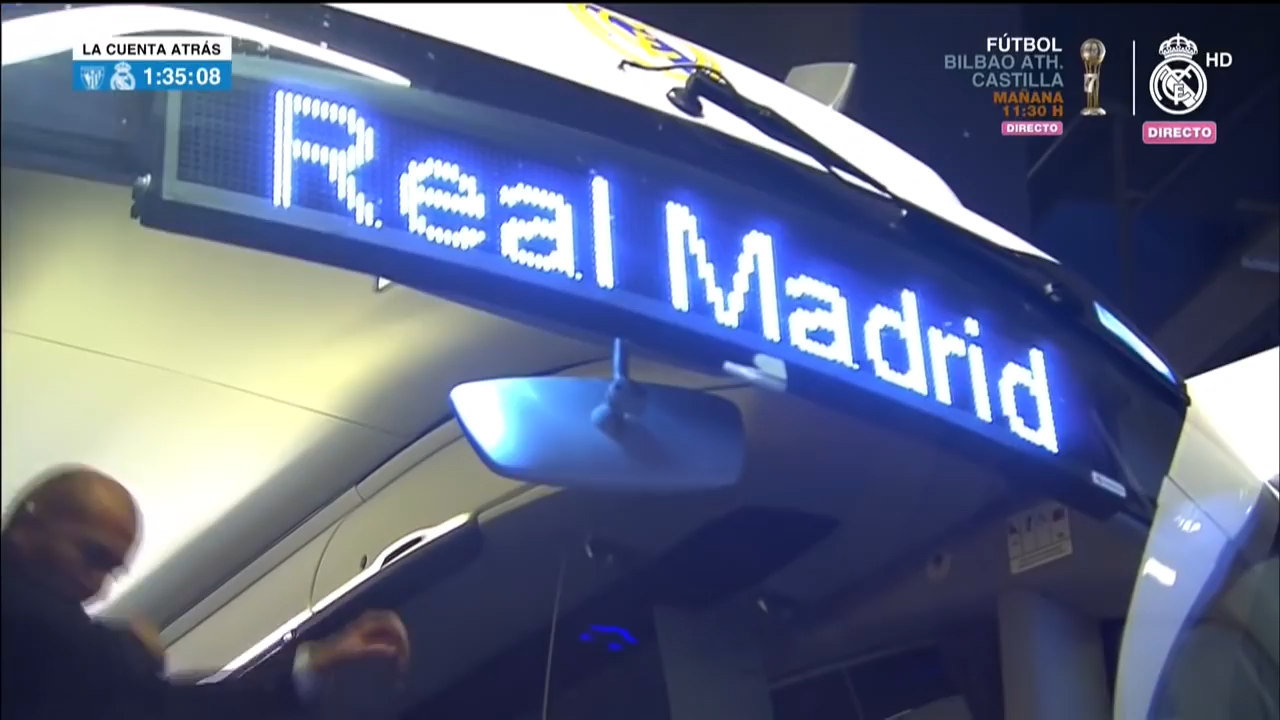 LA CUENTA ATRÁS
1:35:08
FÚTBOL
BILBAO ATH.
CASTILLA
MAÑANA
11:30 H
DIRECTO
HD
DIRECTO
Real Madrid